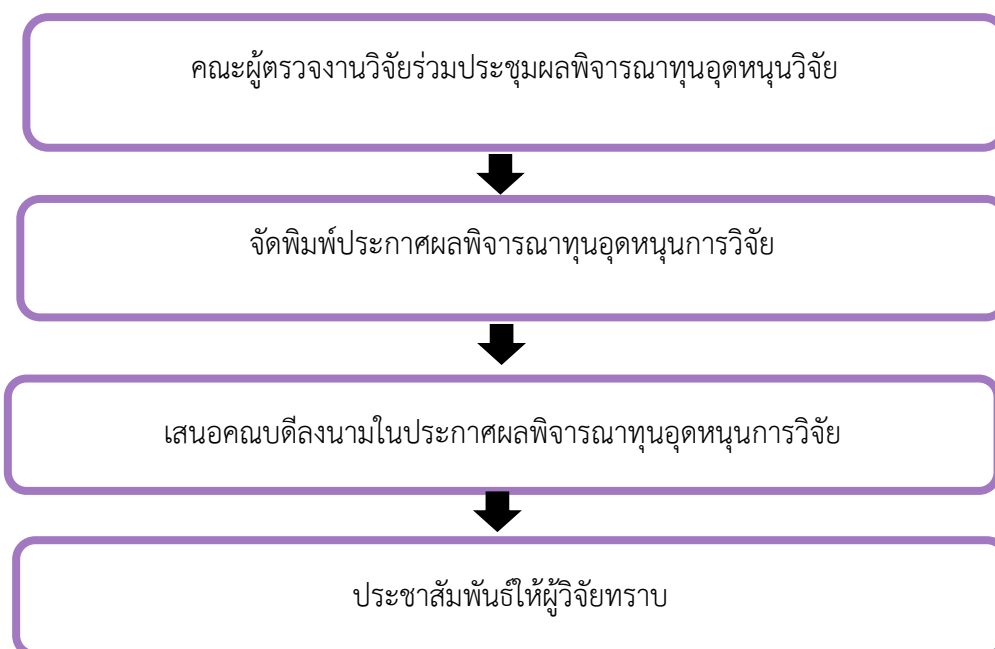 คณะผู้ตรวจงานวิจัยร่วมประชุมผลพิจารณาทุนอุดหนุนวิจัย
จัดพิมพ์ประกาศผลพิจารณาทุนอุดหนุนการวิจัย
เสนอคณบดีลงนามในประกาศผลพิจารณาทุนอุดหนุนการวิจัย
ประชาสัมพันธ์ให้ผู้วิจัยทราบ